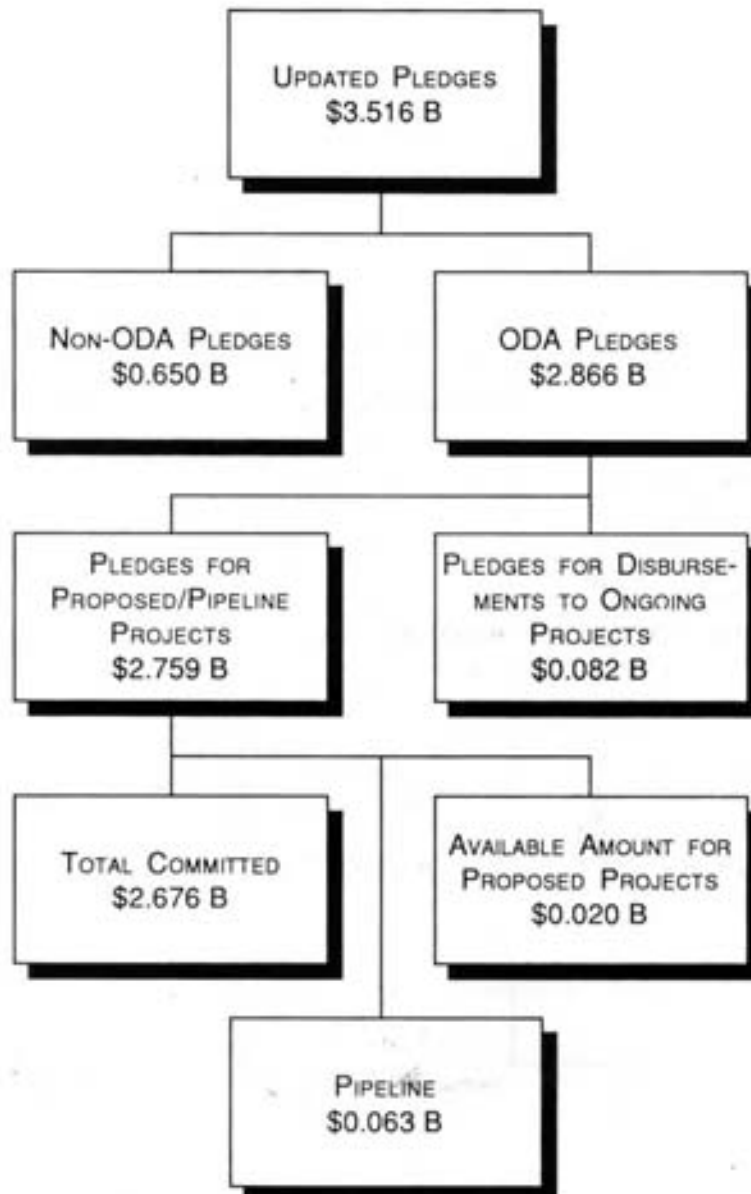 UPDATED PLEDGES
$3.516 B
NON-ODA PLEDGES
$0.650 B
ODA PLEDGES
$2.866 B
PLEDGES FOR
PROPOSED/PIPELINE
PROJECTS
$2.759 B
PLEDGES FOR DISBURSE-
MENTS TO ONGOING
PROJECTS
$0.082 B
TOTAL COMMITTED
$2.676 B
AVAILABLE AMOUNT FOR
PROPOSED PROJECTS
$0.020 B
PIPELINE
$0.063 B